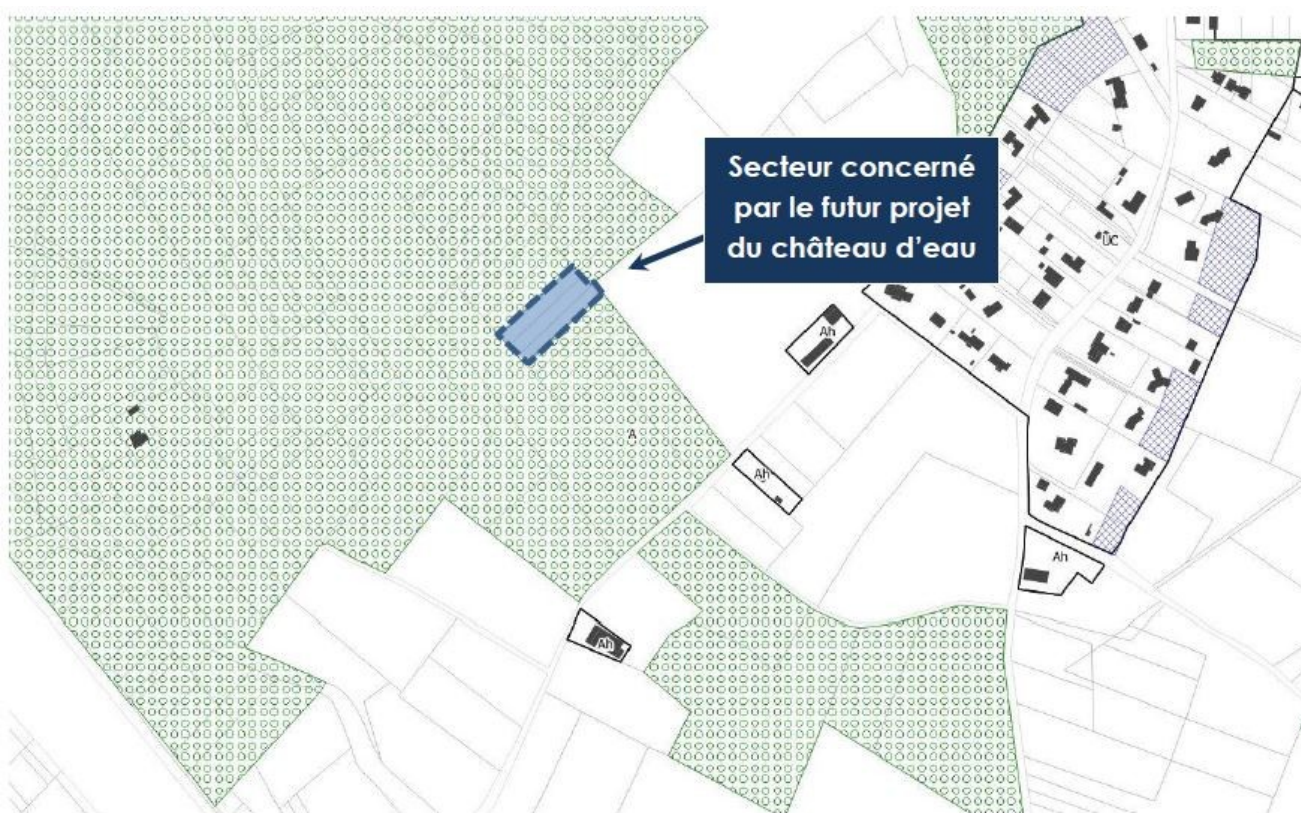 Secteur concerné
par le futur projet
du château d'eau
UC
Ah
A
Ah
Ah
Ah